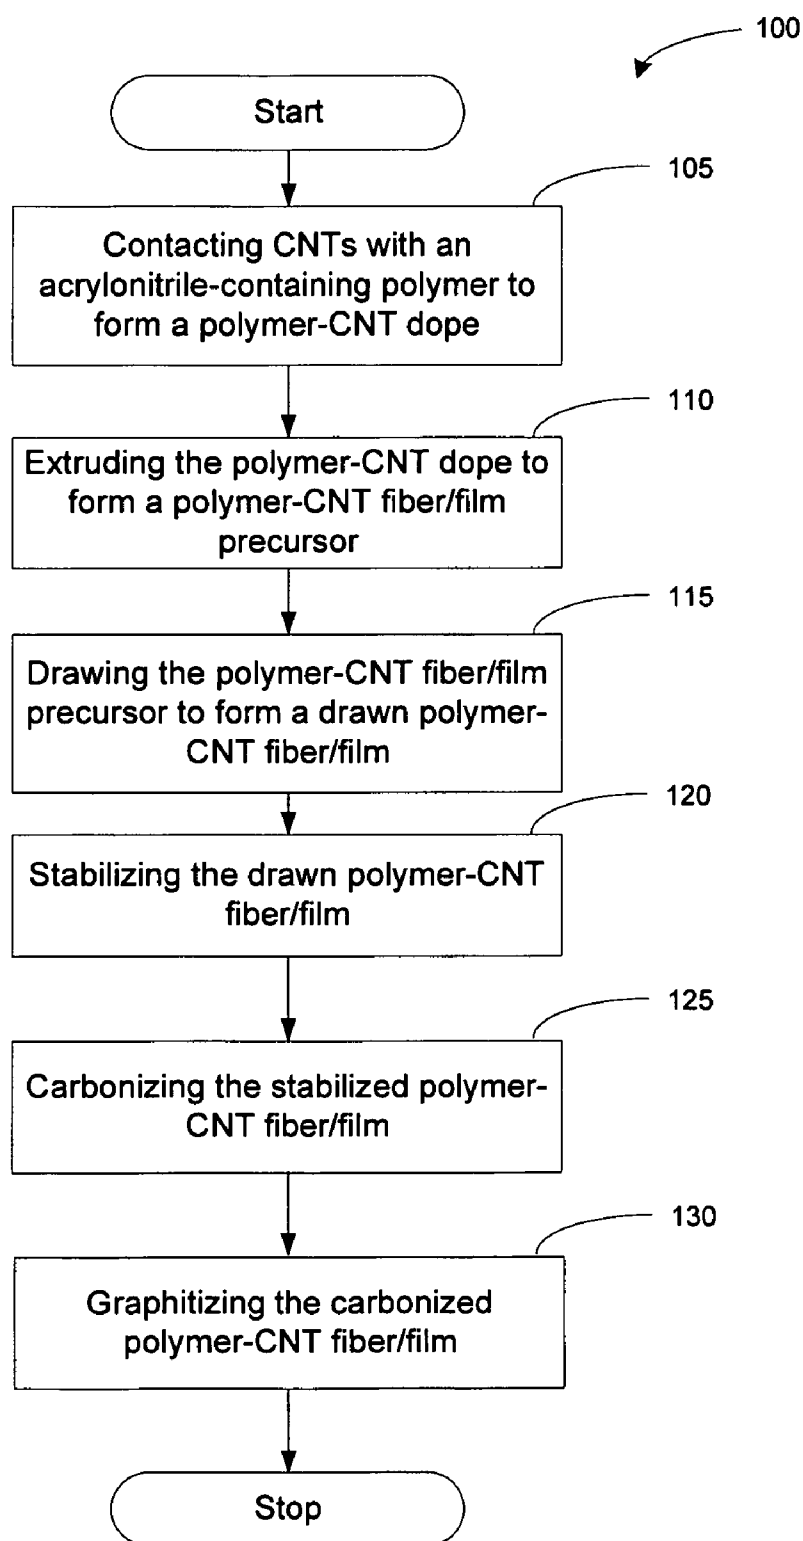 100
Start
105
Contacting CNTs with an
acrylonitrile-containing polymer to
form a polymer-CNT dope
110
Extruding the polymer-CNT dope to
form a polymer-CNT fiber/film
precursor
115
Drawing the polymer-CNT fiber/film
precursor to form a drawn polymer-
CNT fiber/film
120
Stabilizing the drawn polymer-CNT
fiber/film
125
Carbonizing the stabilized polymer-
CNT fiber/film
130
Graphitizing the carbonized
polymer-CNT fiber/film
Stop